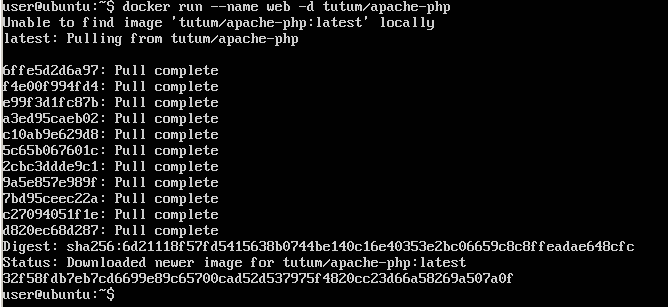 user@ubuntu:~$ docker run --name web -d tutum/apache-php
Unable to find image 'tutum/apache-php:latest' locally
latest: Pulling from tutum/apache-php
6ffe5d2d6a97: Pull complete
f4e00f994fd4: Pull complete
e99f3d1fc87b: Pull complete
a3ed95caeb02: Pull complete
c10ab9e629d8: Pull complete
5c65b067601c: Pull complete
2cbc3ddde9c1: Pull complete
9a5e857e989f: Pull complete
7bd95ceec22a: Pull complete
c27094051f1e: Pull complete
d820ec68d287: Pull complete
Digest: sha256:6d21118f57fd5415638b0744be140c16e40353e2bc06659c8c8ffeadae648cfc
Status: Downloaded newer image for tutum/apache-php:latest
32f58fdb7eb7cd6699e89c65700cad52d537975f4820cc23d66a58269a507a0f
user@ubuntu:~$